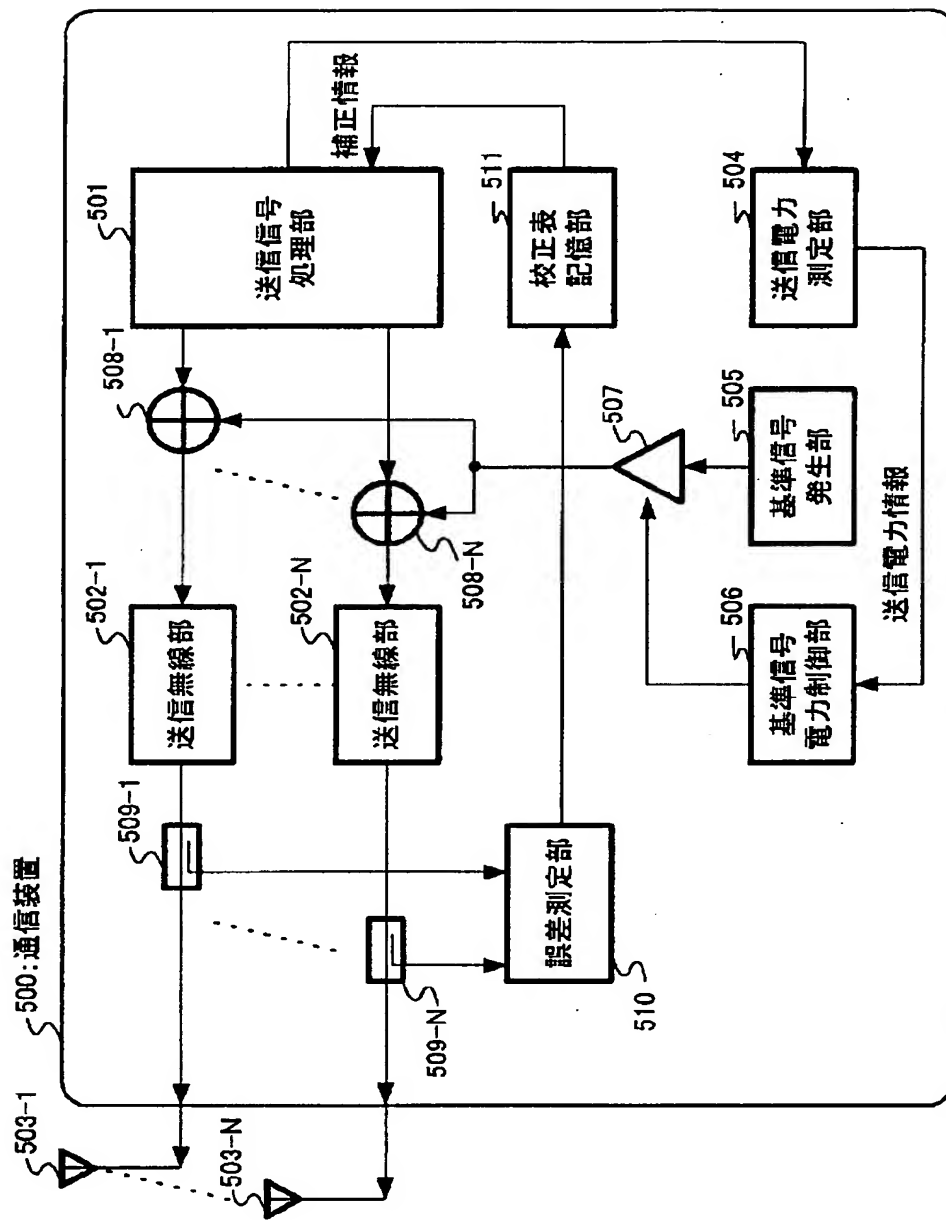 500:通信装置
503-1
503-N
509-1
509-N
502-1
送信無線部
502-N
送信無線部
508-1
508-N
501
送信信号
処理部
補正情報
510
誤差測定部
511
校正表
記憶部
507
506
基準信号
電力制御部
505
基準信号
発生部
504
送信電力
測定部
送信電力情報